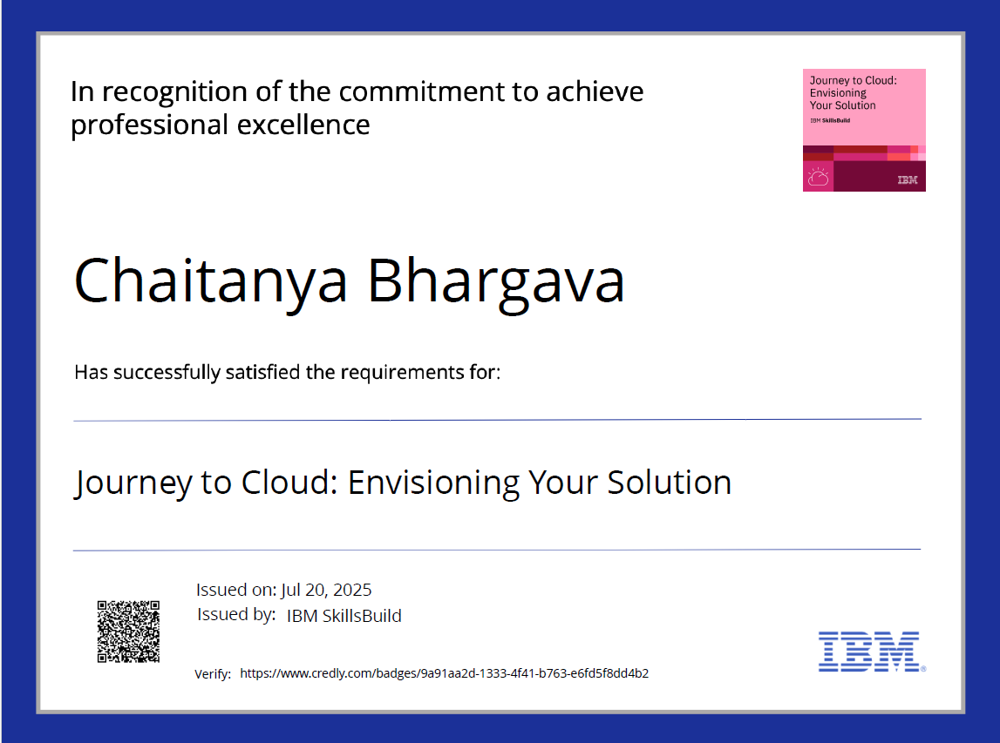 In recognition of the commitment to achieve
professional excellence
Journey to Cloud:
Envisioning
Your Solution
IBM SkillsBuild
IBM
Chaitanya Bhargava
Has successfully satisfied the requirements for:
Journey to Cloud: Envisioning Your Solution
Issued on: Jul 20, 2025
Issued by: IBM SkillsBuild
Verify: https://www.credly.com/badges/9a91aa2d-1333-4f41-b763-e6fd5f8dd4b2
IBM®